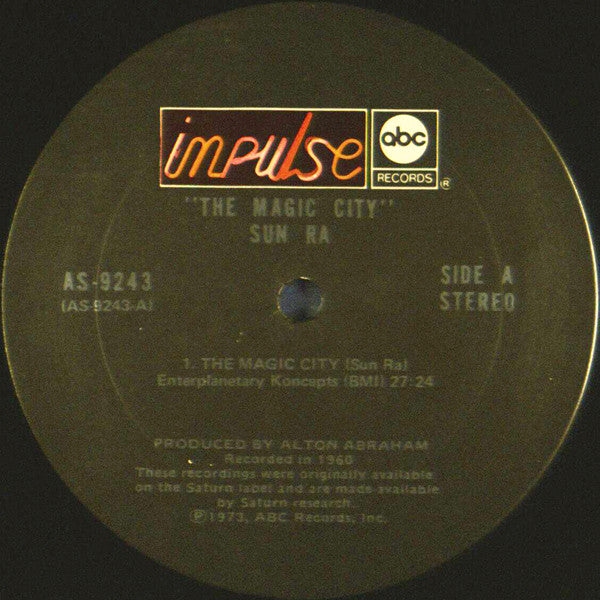 impulse
abc
RECORDS
®
"THE MAGIC CITY"
SUN RA
AS-9243
(AS-9243-A)
SIDE A
STEREO
1. THE MAGIC CITY (Sun Ra)
Enterplanetary Koncepts (BMI) 27:24
PRODUCED BY ALTON ABRAHAM
Recorded in 1960
These recordings were originally available
on the Saturn label and are made available
by Saturn research.
Ⓟ1973, ABC Records, Inc.